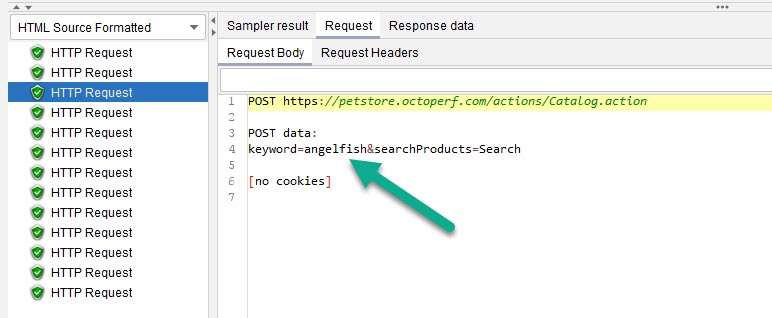 HTML Source Formatted
HTTP Request
HTTP Request
HTTP Request
HTTP Request
HTTP Request
HTTP Request
HTTP Request
HTTP Request
HTTP Request
HTTP Request
HTTP Request
HTTP Request
HTTP Request
Sampler result Request Response data
Request Body Request Headers
1 POST https://petstore.octoperf.com/actions/Catalog.action
2
3 POST data:
4 keyword=angelfish&searchProducts=Search
5
6 [no cookies]
7